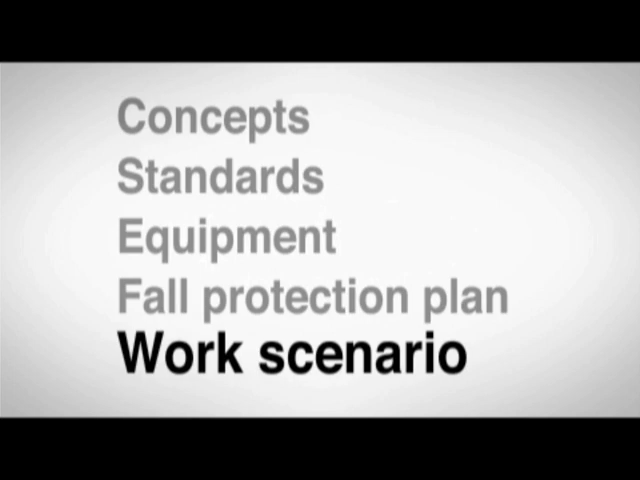 Concepts
Standards
Equipment
Fall protection plan
Work scenario